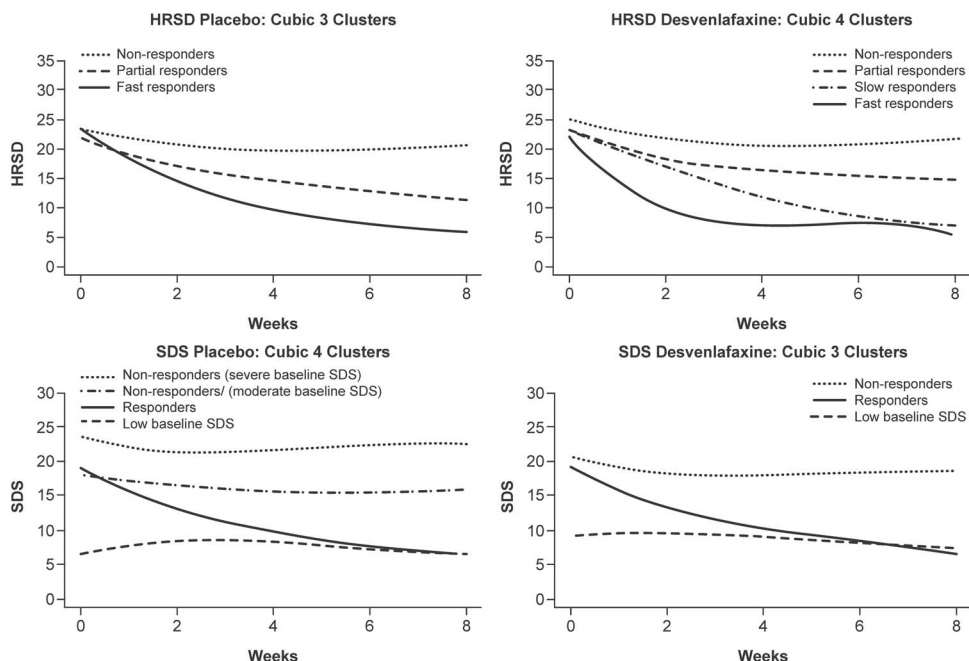 HRSD Placebo: Cubic 3 Clusters
35
30
25
20
15
10
5
0
HRSD
Non-responders
Partial responders
Fast responders
0 2 4 6 8
Weeks
HRSD Desvenlafaxine: Cubic 4 Clusters
35
30
25
20
15
10
5
0
HRSD
Non-responders
Partial responders
Slow responders
Fast responders
0 2 4 6 8
Weeks
SDS Placebo: Cubic 4 Clusters
30
25
20
15
10
5
0
SDS
Non-responders (severe baseline SDS)
Non-responders/ (moderate baseline SDS)
Responders
Low baseline SDS
0 2 4 6 8
Weeks
SDS Desvenlafaxine: Cubic 3 Clusters
30
25
20
15
10
5
0
SDS
Non-responders
Responders
Low baseline SDS
0 2 4 6 8
Weeks